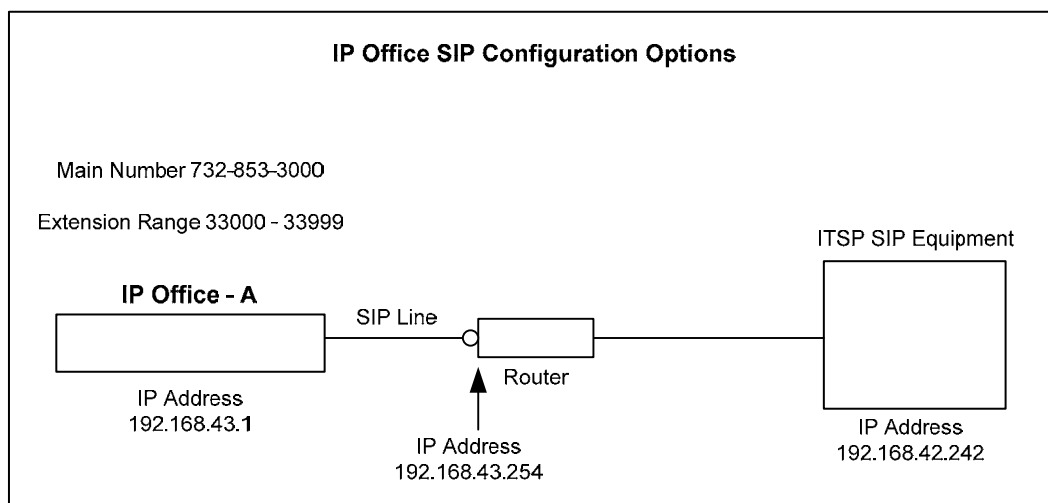 IP Office SIP Configuration Options
Main Number 732-853-3000
Extension Range 33000 - 33999
IP Office - A
SIP Line
Router
ITSP SIP Equipment
IP Address
192.168.43.1
IP Address
192.168.43.254
IP Address
192.168.42.242